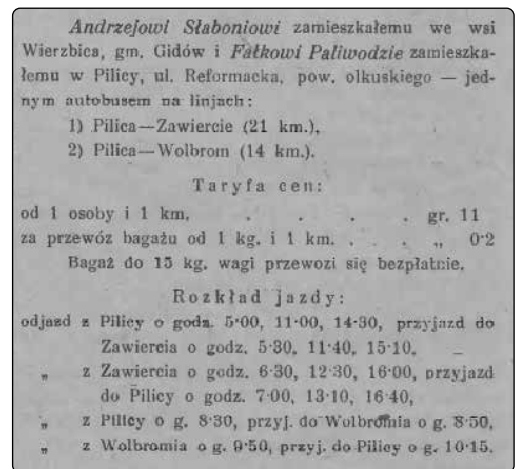 Andrzejowi Słaboniowi zamieszkałemu we wsi
Wierzbica, gm. Gidów i Fałkowi Paliwodzie zamieszka-
łemu w Pilicy, ul. Reformacka, pow. olkuskiego — jed-
nym autobusem na linjach:
1) Pilica—Zawiercie (21 km.),
2) Pilica—Wolbrom (14 km.).
Taryfa cen:
od 1 osoby i 1 km. . . . . gr. 11
za przewóz bagażu od 1 kg. i 1 km. . . . „ 0·2
Bagaż do 15 kg. wagi przewozi się bezpłatnie.
Rozkład jazdy:
odjazd z Pilicy o godz. 5·00, 11·00, 14·30, przyjazd do
Zawiercia o godz. 5·30, 11·40, 15·10,
„ z Zawiercia o godz. 6·30, 12·30, 16·00, przyjazd
do Pilicy o godz. 7·00, 13·10, 16·40,
„ z Pilicy o g. 8·30, przyj. do Wolbromia o g. 8·50,
„ z Wolbromia o g. 9·50, przyj. do Pilicy o g. 10·15.